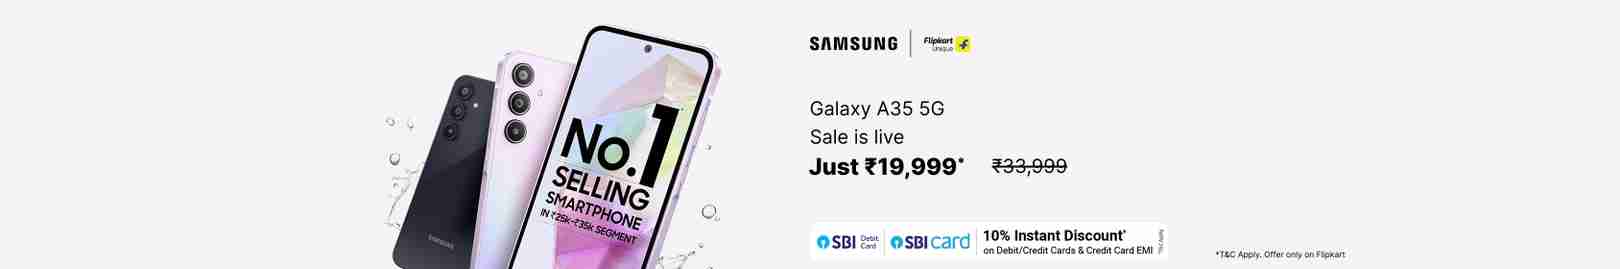 No.1
SELLING
SMARTPHONE
IN ₹25K-₹35K SEGMENT
SAMSUNG
SAMSUNG
Flipkart
Unique
Galaxy A35 5G
Sale is live
Just ₹19,999* ₹33,999
SBI Debit Card
SBI card
10% Instant Discount*
on Debit/Credit Cards & Credit Card EMI
*T&C Apply
*T&C Apply. Offer only on Flipkart